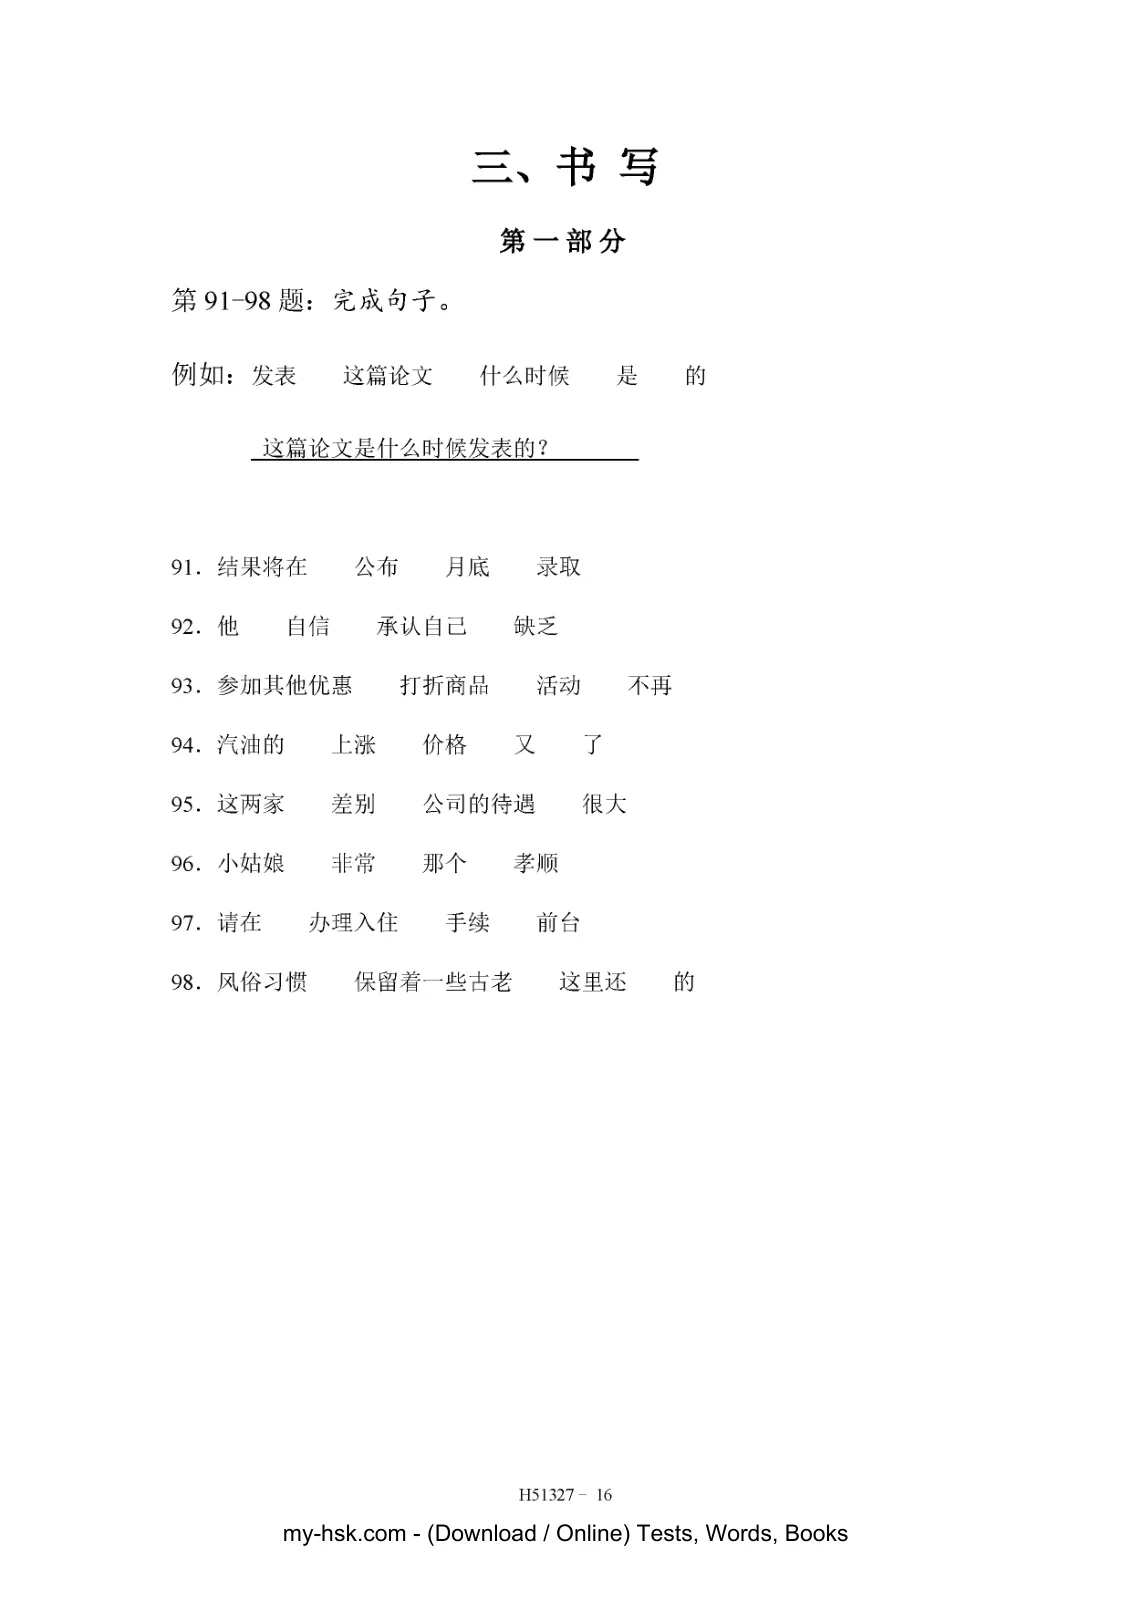 三、书 写
第 一 部 分
第 91-98 题：完成句子。
例如：发表 这篇论文 什么时候 是 的
这篇论文是什么时候发表的？
91．结果将在 公布 月底 录取
92．他 自信 承认自己 缺乏
93．参加其他优惠 打折商品 活动 不再
94．汽油的 上涨 价格 又 了
95．这两家 差别 公司的待遇 很大
96．小姑娘 非常 那个 孝顺
97．请在 办理入住 手续 前台
98．风俗习惯 保留着一些古老 这里还 的
H51327 - 16
my-hsk.com - (Download / Online) Tests, Words, Books